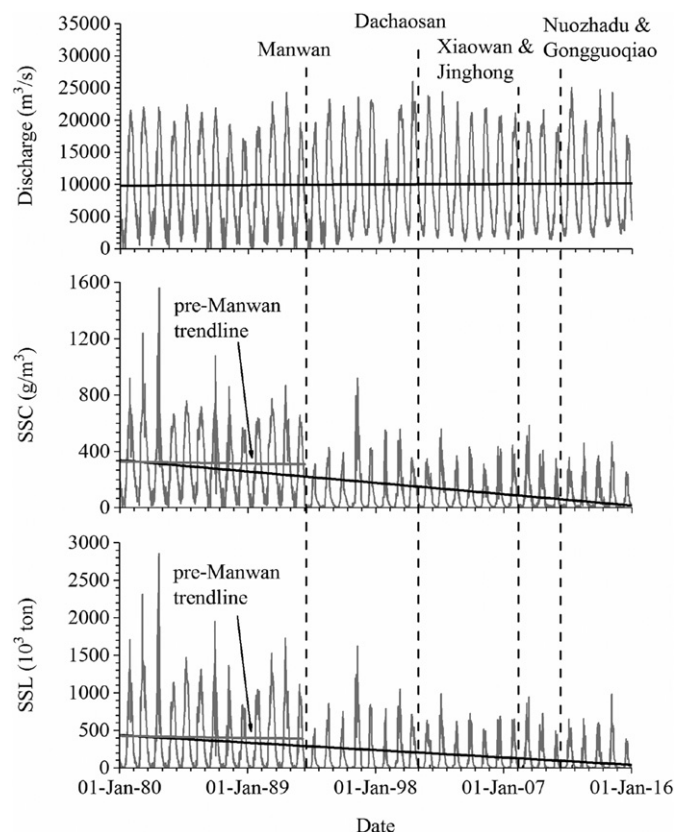 Dachaosan
Nuozhadu &
Manwan
Xiaowan &
Gongguoqiao
Jinghong
Discharge (m³/s)
35000
30000
25000
20000
15000
10000
5000
0
SSC (g/m³)
1600
1200
800
400
0
pre-Manwan
trendline
SSL (10³ ton)
3000
2500
2000
1500
1000
500
0
pre-Manwan
trendline
01-Jan-80
01-Jan-89
01-Jan-98
01-Jan-07
01-Jan-16
Date